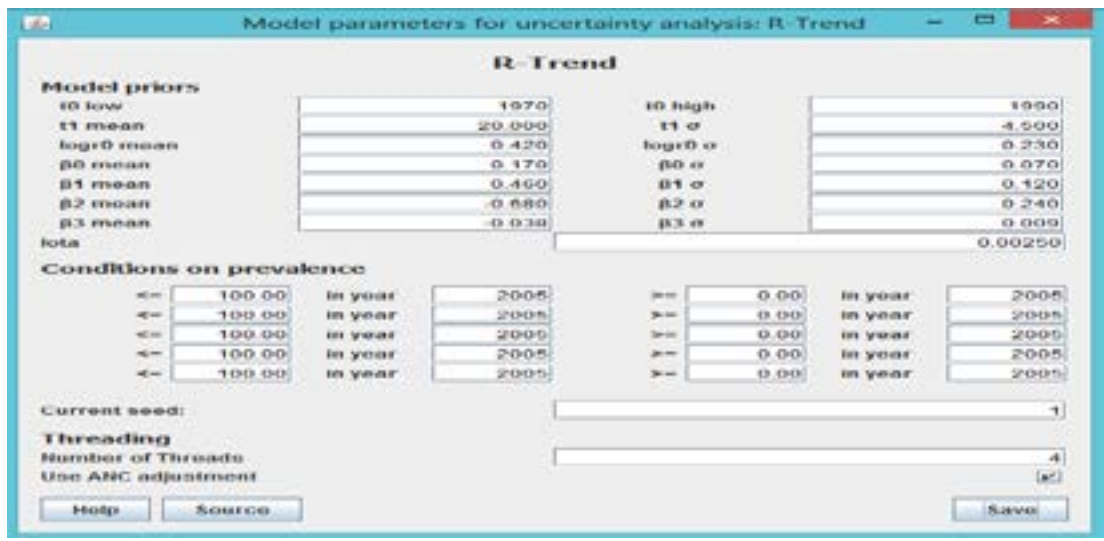 Model parameters for uncertainty analysis: R-Trend
R-Trend
Model priors
t0 low 1970 t0 high 1990
t1 mean 20.000 t1 σ 4.500
logr0 mean 0.420 logr0 σ 0.230
β0 mean 0.170 β0 σ 0.070
β1 mean 0.460 β1 σ 0.120
β2 mean -0.680 β2 σ 0.240
β3 mean -0.038 β3 σ 0.009
Iota 0.00250
Conditions on prevalence
<= 100.00 in year 2005 >= 0.00 in year 2005
<= 100.00 in year 2005 >= 0.00 in year 2005
<= 100.00 in year 2005 >= 0.00 in year 2005
<= 100.00 in year 2005 >= 0.00 in year 2005
<= 100.00 in year 2005 >= 0.00 in year 2005
Current seed: 1
Threading
Number of Threads 4
Use ANC adjustment
Help Source Save